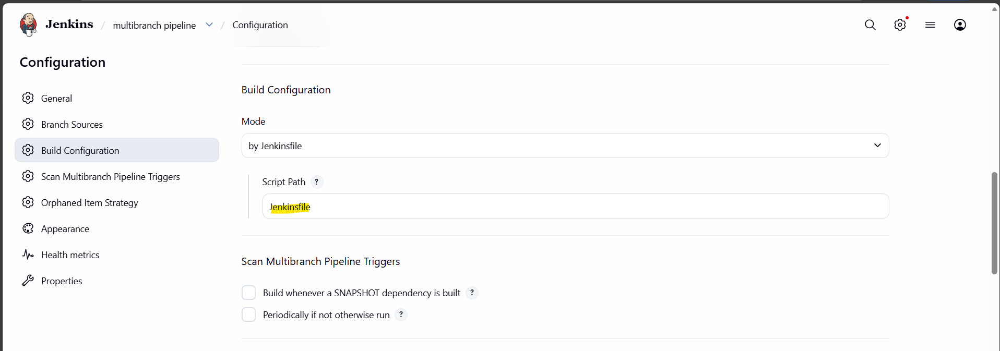 Jenkins / multibranch pipeline / Configuration
Configuration
General
Branch Sources
Build Configuration
Scan Multibranch Pipeline Triggers
Orphaned Item Strategy
Appearance
Health metrics
Properties
Build Configuration
Mode
by Jenkinsfile
Script Path ?
Jenkinsfile
Scan Multibranch Pipeline Triggers
Build whenever a SNAPSHOT dependency is built ?
Periodically if not otherwise run ?